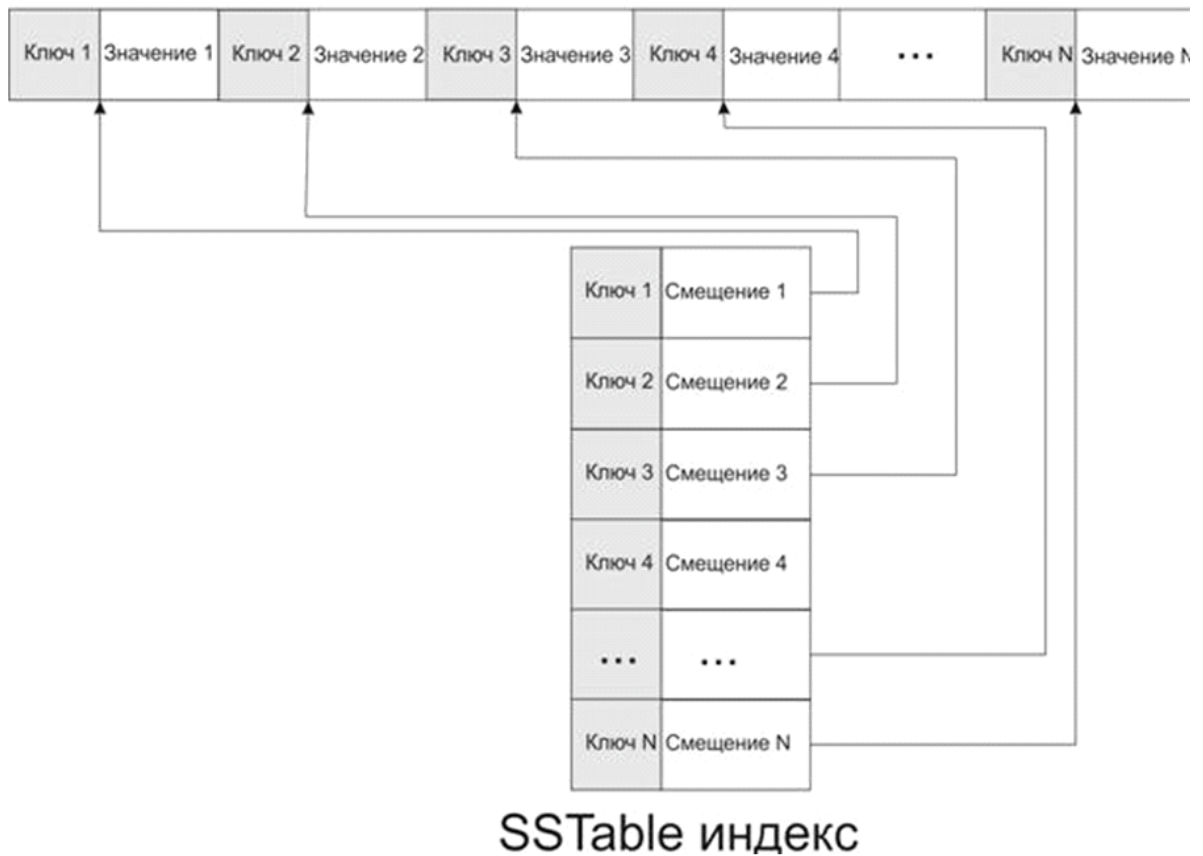 Ключ 1 Значение 1 Ключ 2 Значение 2 Ключ 3 Значение 3 Ключ 4 Значение 4 ... Ключ N Значение N
Ключ 1 Смещение 1
Ключ 2 Смещение 2
Ключ 3 Смещение 3
Ключ 4 Смещение 4
... ...
Ключ N Смещение N
SSTable индекс